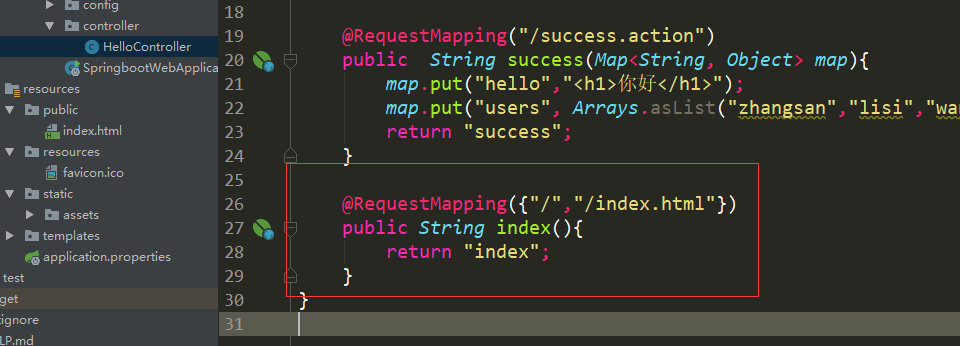 config
controller
HelloController
SpringbootWebApplica
resources
public
index.html
resources
favicon.ico
static
assets
templates
application.properties
test
get
tignore
LP.md
18
19 @RequestMapping("/success.action")
20 public String success(Map<String, Object> map){
21 map.put("hello","<h1>你好</h1>");
22 map.put("users", Arrays.asList("zhangsan","lisi","wan
23 return "success";
24 }
25
26 @RequestMapping({"/","/index.html"})
27 public String index(){
28 return "index";
29 }
30 }
31